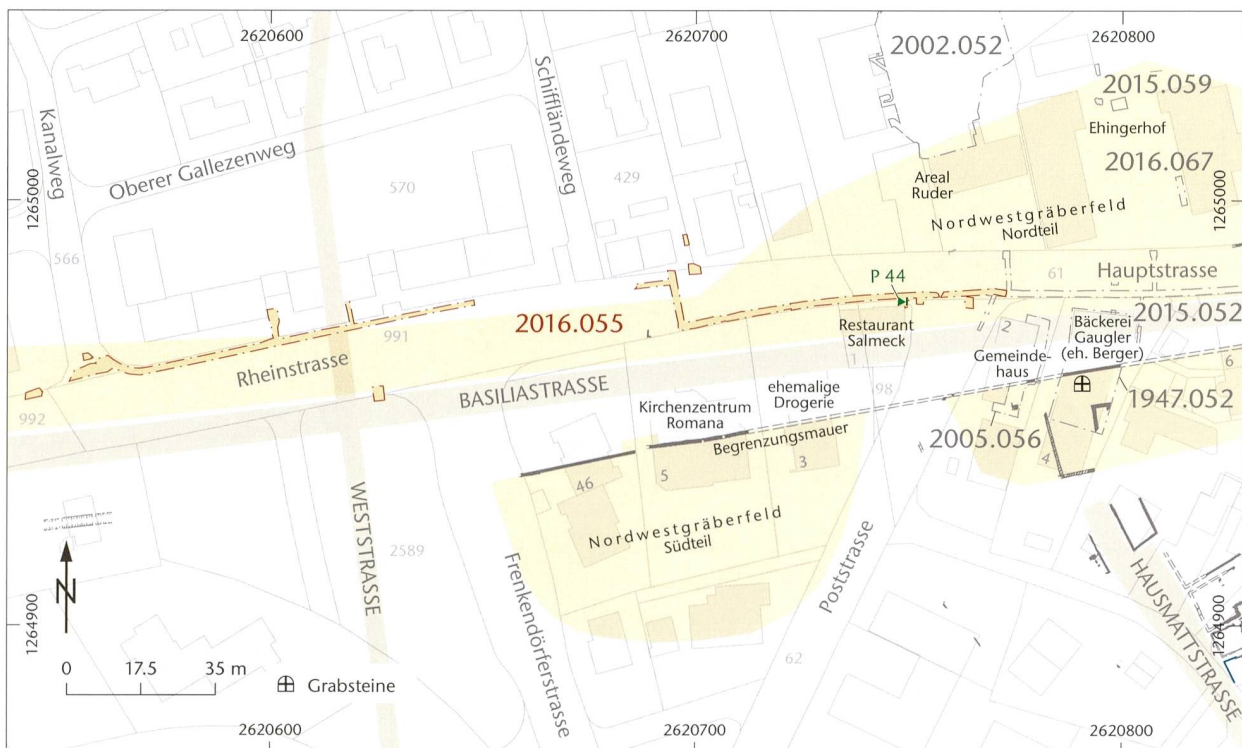 2620600
2620700
2620800
2002.052
2015.059
Ehingerhof
2016.067
Kanalweg
Oberer Gallezenweg
Schiffländeweg
570
429
Areal
Ruder
1265000
1265000
Nordwestgräberfeld
Nordteil
566
P 44
61
Hauptstrasse
991
2016.055
Restaurant
Salmeck
2015.052
Bäckerei
Gaugler
(eh. Berger)
2
1
Gemeinde-
haus
Rheinstrasse
BASILIASTRASSE
992
98
6
ehemalige
Drogerie
Kirchenzentrum
Romana
Begrenzungsmauer
1947.052
2005.056
46
5
3
4
WESTSTRASSE
2589
Nordwestgräberfeld
Südteil
Frenkendörferstrasse
Poststrasse
HAUSMATTSTRASSE
N
1264900
1264900
62
0
17.5
35 m
Grabsteine
2620600
2620700
2620800